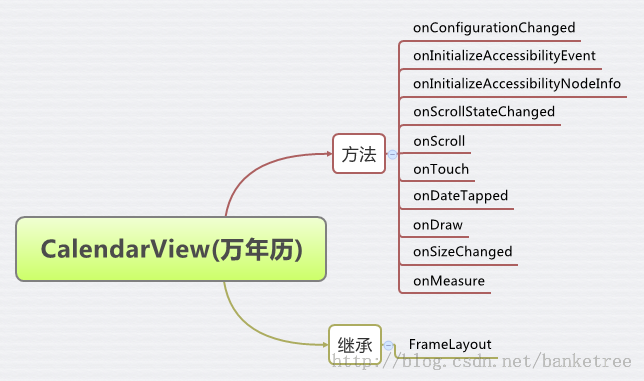 CalendarView(万年历)
方法
onConfigurationChanged
onInitializeAccessibilityEvent
onInitializeAccessibilityNodeInfo
onScrollStateChanged
onScroll
onTouch
onDateTapped
onDraw
onSizeChanged
onMeasure
继承
FrameLayout
http://blog.csdn.net/banketree